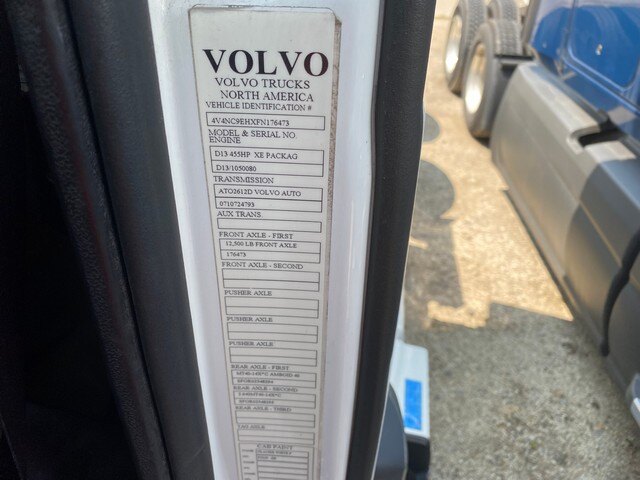 VOLVO
VOLVO TRUCKS
NORTH AMERICA
VEHICLE IDENTIFICATION #
4V4NC9EHXFN176473
MODEL & SERIAL NO.
ENGINE
D13 455HP XE PACKAG
D13/1050080
TRANSMISSION
ATO2612D VOLVO AUTO
0710724793
AUX TRANS.
FRONT AXLE - FIRST
12,500 LB FRONT AXLE
176473
FRONT AXLE - SECOND
PUSHER AXLE
PUSHER AXLE
PUSHER AXLE
REAR AXLE - FIRST
REAR AXLE - SECOND
REAR AXLE - THIRD
TAG AXLE
CAB PAINT